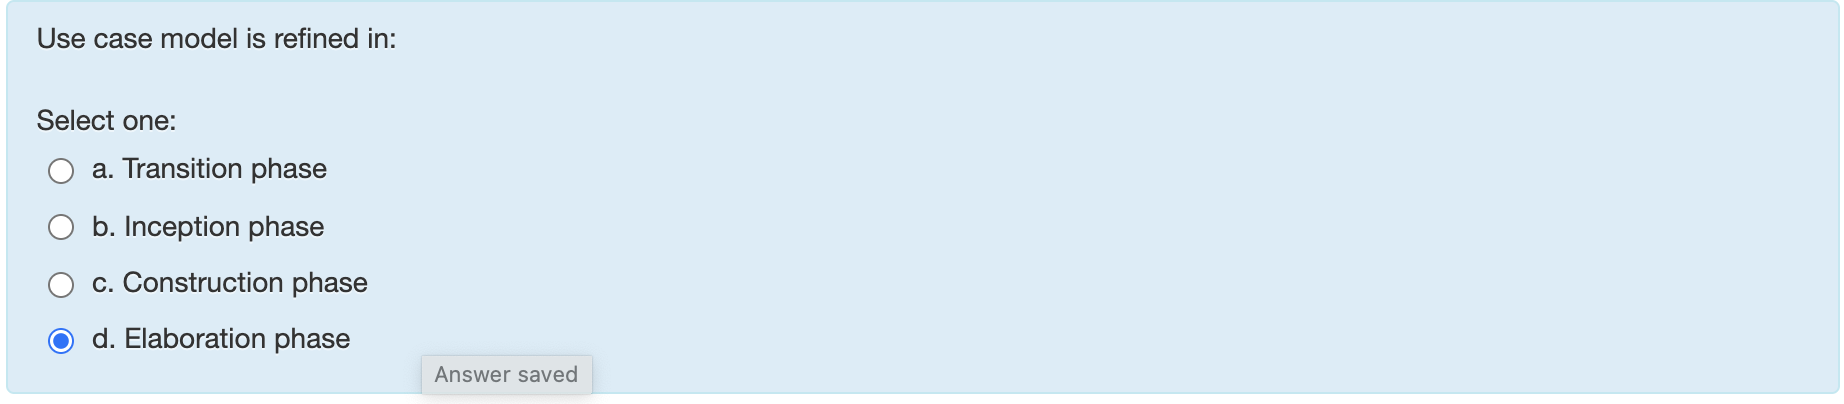 Use case model is refined in:
Select one:
a. Transition phase
b. Inception phase
c. Construction phase
d. Elaboration phase
Answer saved